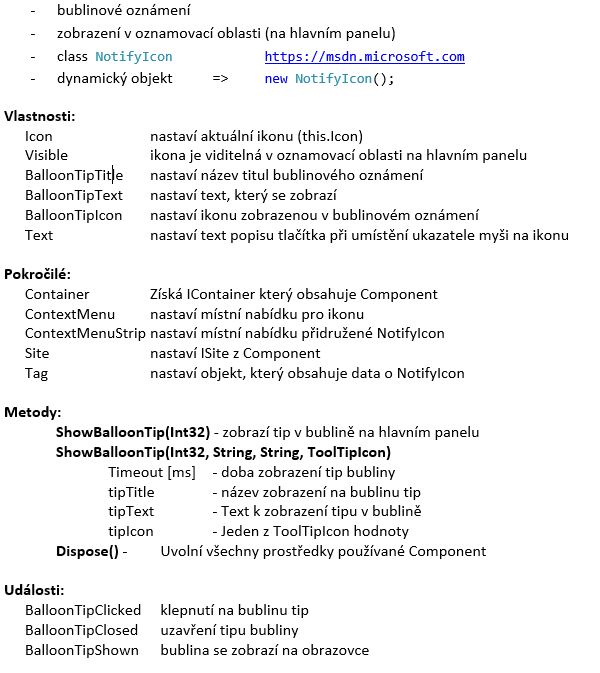 - bublinové oznámení
- zobrazení v oznamovací oblasti (na hlavním panelu)
- class NotifyIcon https://msdn.microsoft.com
- dynamický objekt => new NotifyIcon();
Vlastnosti:
Icon nastaví aktuální ikonu (this.Icon)
Visible ikona je viditelná v oznamovací oblasti na hlavním panelu
BalloonTipTitle nastaví název titul bublinového oznámení
BalloonTipText nastaví text, který se zobrazí
BalloonTipIcon nastaví ikonu zobrazenou v bublinovém oznámení
Text nastaví text popisu tlačítka při umístění ukazatele myši na ikonu
Pokročilé:
Container Získá IContainer který obsahuje Component
ContextMenu nastaví místní nabídku pro ikonu
ContextMenuStrip nastaví místní nabídku přidružené NotifyIcon
Site nastaví ISite z Component
Tag nastaví objekt, který obsahuje data o NotifyIcon
Metody:
ShowBalloonTip(Int32) - zobrazí tip v bublině na hlavním panelu
ShowBalloonTip(Int32, String, String, ToolTipIcon)
Timeout [ms] - doba zobrazení tip bubliny
tipTitle - název zobrazení na bublinu tip
tipText - Text k zobrazení tipu v bublině
tipIcon - Jeden z ToolTipIcon hodnoty
Dispose() - Uvolní všechny prostředky používané Component
Události:
BalloonTipClicked klepnutí na bublinu tip
BalloonTipClosed uzavření tipu bubliny
BalloonTipShown bublina se zobrazí na obrazovce